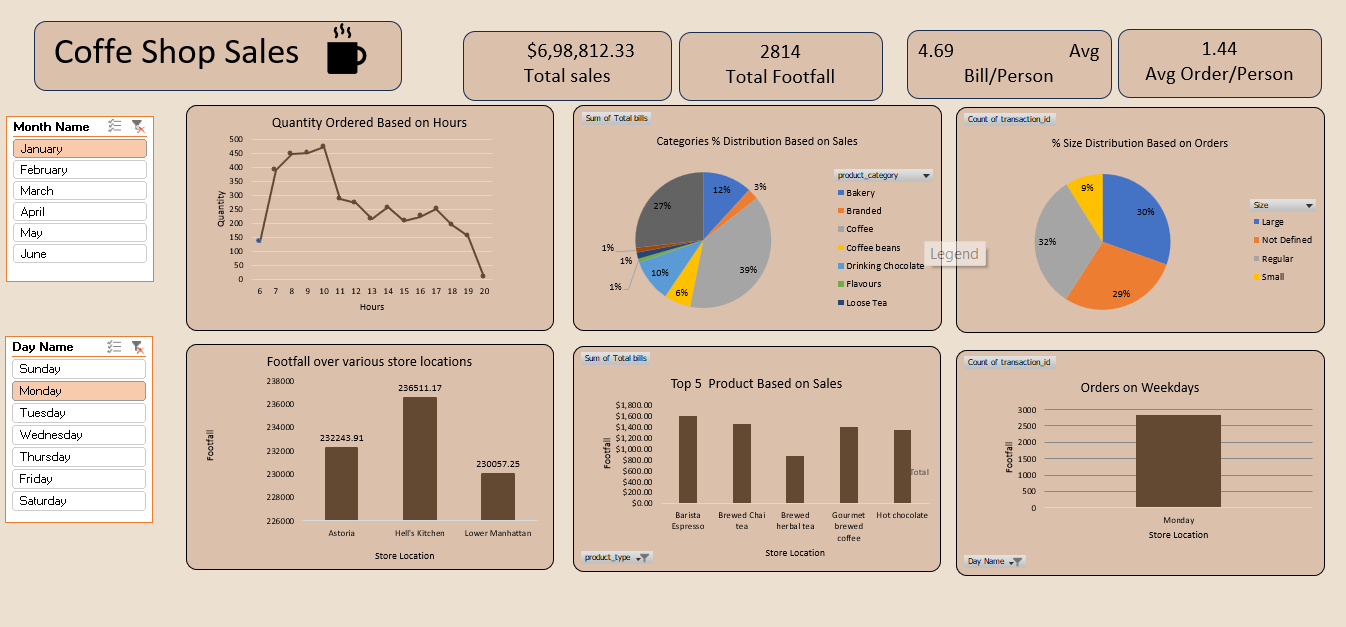 Coffe Shop Sales
$6,98,812.33
Total sales
2814
Total Footfall
4.69 Avg
Bill/Person
1.44
Avg Order/Person
Month Name
January
February
March
April
May
June
Day Name
Sunday
Monday
Tuesday
Wednesday
Thursday
Friday
Saturday
Quantity Ordered Based on Hours
Quantity
500
450
400
350
300
250
200
150
100
50
0
6 7 8 9 10 11 12 13 14 15 16 17 18 19 20
Hours
Sum of Total bills
Categories % Distribution Based on Sales
12%
3%
39%
6%
10%
1%
1%
1%
27%
product_category
Bakery
Branded
Coffee
Coffee beans
Drinking Chocolate
Flavours
Loose Tea
Legend
Count of transaction_id
% Size Distribution Based on Orders
30%
29%
32%
9%
Size
Large
Not Defined
Regular
Small
Footfall over various store locations
Footfall
238000
236000
234000
232000
230000
228000
226000
232243.91
236511.17
230057.25
Astoria
Hell's Kitchen
Lower Manhattan
Store Location
Sum of Total bills
Top 5 Product Based on Sales
Footfall
$1,800.00
$1,600.00
$1,400.00
$1,200.00
$1,000.00
$800.00
$600.00
$400.00
$200.00
$0.00
Total
Barista
Espresso
Brewed Chai
tea
Brewed
herbal tea
Gourmet
brewed
coffee
Hot chocolate
Store Location
product_type
Count of transaction_id
Orders on Weekdays
Footfall
3000
2500
2000
1500
1000
500
0
Monday
Store Location
Day Name